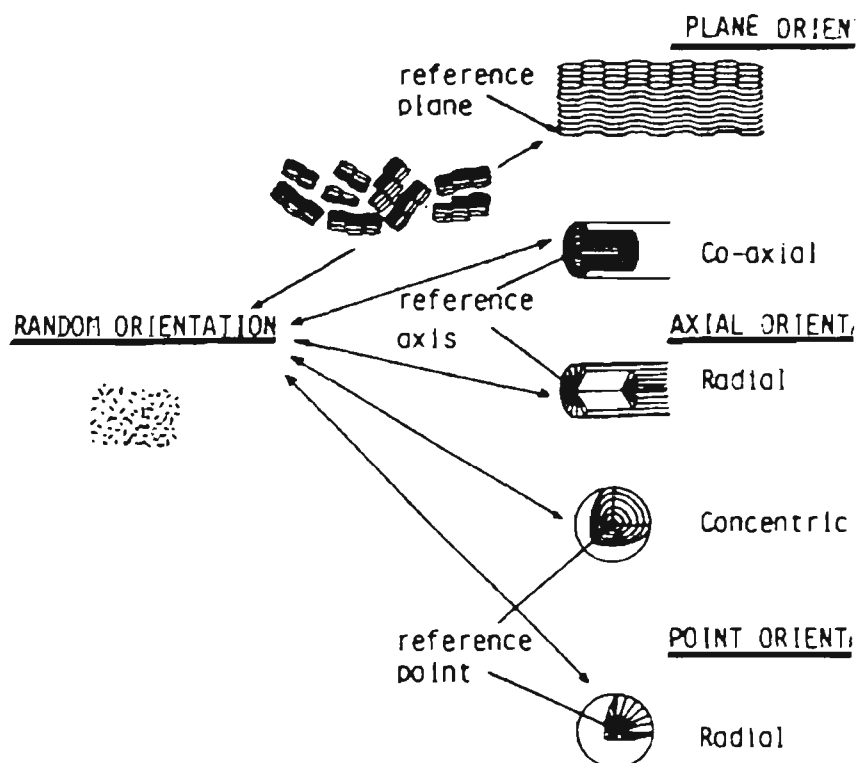 PLANE ORIEN
reference
plane
Co-axial
RANDOM ORIENTATION
reference
axis
AXIAL ORIENT
Radial
Concentric
reference
point
POINT ORIENT
Radial